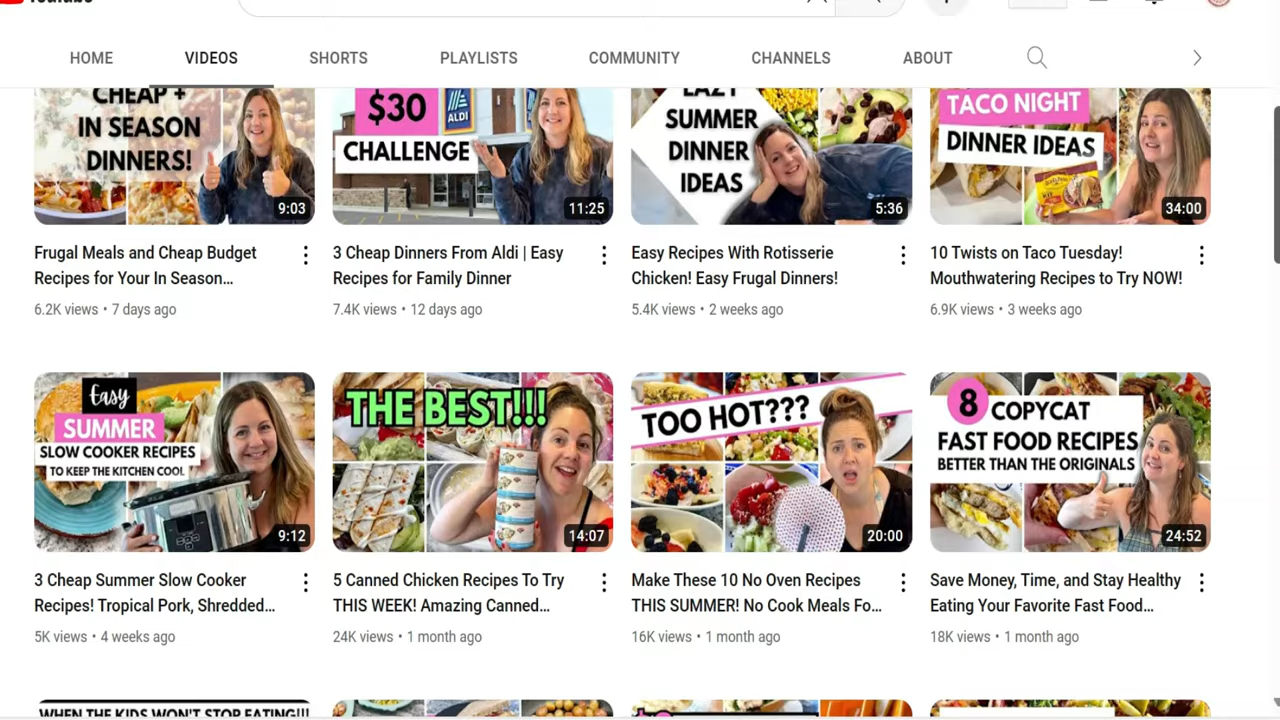 YouTube
HOME VIDEOS SHORTS PLAYLISTS COMMUNITY CHANNELS ABOUT
CHEAP +
IN SEASON
DINNERS!
9:03
$30
ALDI
CHALLENGE
11:25
LAZY
SUMMER
DINNER
IDEAS
5:36
TACO NIGHT
DINNER IDEAS
34:00
Frugal Meals and Cheap Budget
Recipes for Your In Season...
6.2K views • 7 days ago
3 Cheap Dinners From Aldi | Easy
Recipes for Family Dinner
7.4K views • 12 days ago
Easy Recipes With Rotisserie
Chicken! Easy Frugal Dinners!
5.4K views • 2 weeks ago
10 Twists on Taco Tuesday!
Mouthwatering Recipes to Try NOW!
6.9K views • 3 weeks ago
Easy
SUMMER
SLOW COOKER RECIPES
TO KEEP THE KITCHEN COOL
9:12
THE BEST!!!
14:07
TOO HOT???
20:00
8 COPYCAT
FAST FOOD RECIPES
BETTER THAN THE ORIGINALS
24:52
3 Cheap Summer Slow Cooker
Recipes! Tropical Pork, Shredded...
5K views • 4 weeks ago
5 Canned Chicken Recipes To Try
THIS WEEK! Amazing Canned...
24K views • 1 month ago
Make These 10 No Oven Recipes
THIS SUMMER! No Cook Meals Fo...
16K views • 1 month ago
Save Money, Time, and Stay Healthy
Eating Your Favorite Fast Food...
18K views • 1 month ago
WHEN THE KIDS WON'T STOP EATING!!!